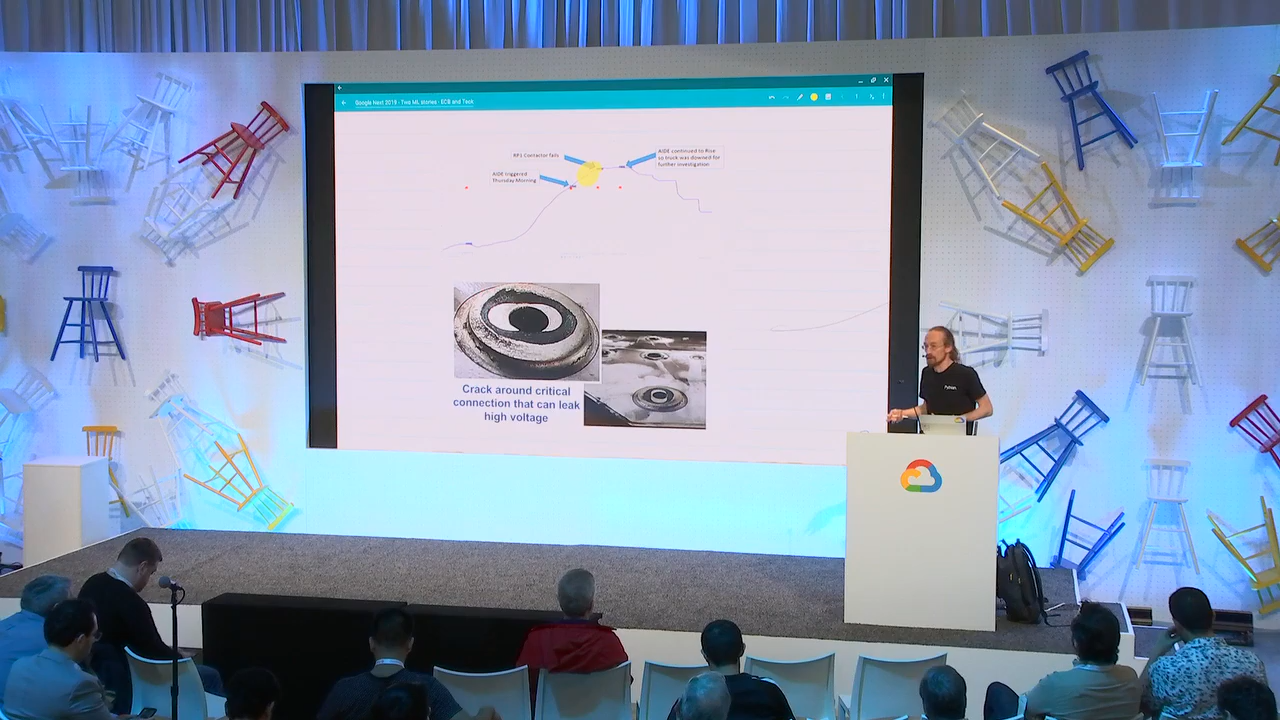 Google Next 2019 - Two ML stories - ECB and Teck
RP1 Contactor fails
AIDE continued to Rise
so truck was downed for
further investigation
AIDE triggered
Thursday Morning
Crack around critical
connection that can leak
high voltage